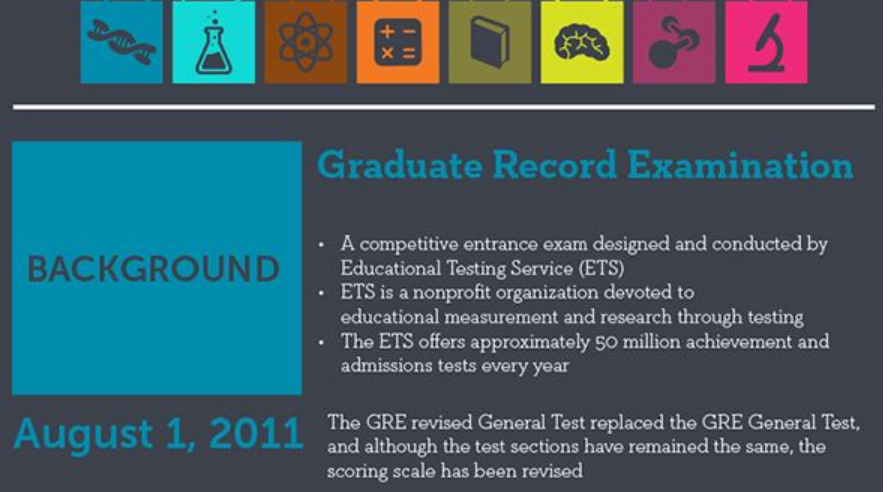 Graduate Record Examination
BACKGROUND
• A competitive entrance exam designed and conducted by
Educational Testing Service (ETS)
• ETS is a nonprofit organization devoted to
educational measurement and research through testing
• The ETS offers approximately 50 million achievement and
admissions tests every year
August 1, 2011
The GRE revised General Test replaced the GRE General Test,
and although the test sections have remained the same, the
scoring scale has been revised